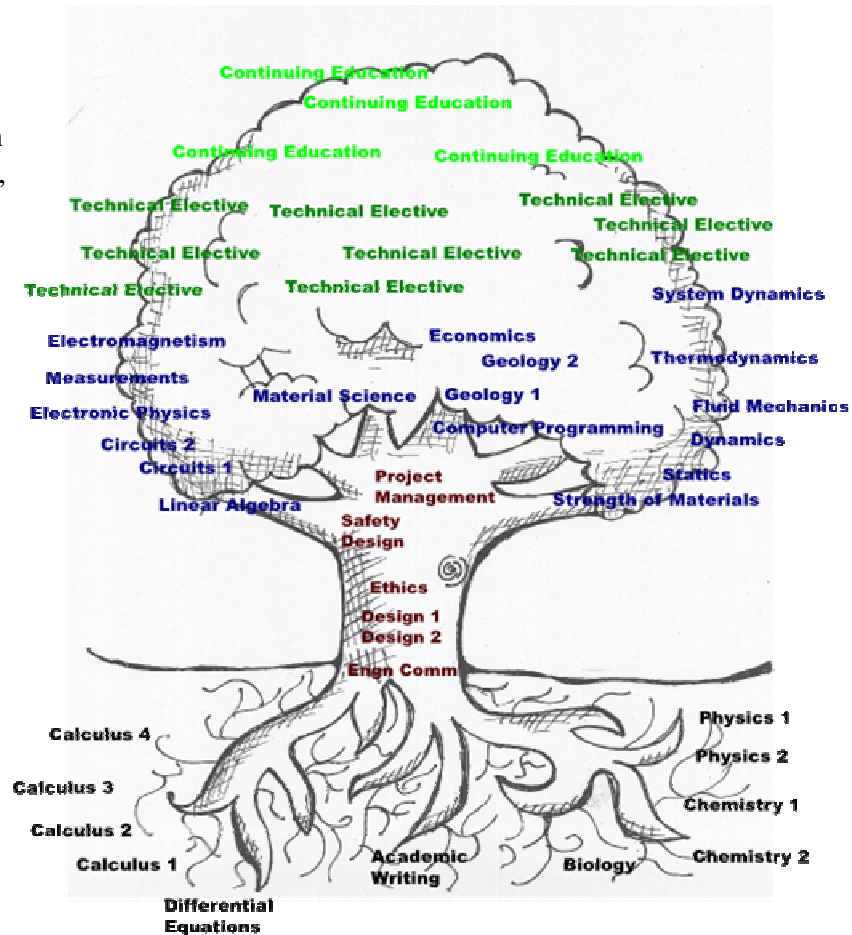 Continuing Education
Continuing Education
Continuing Education
Continuing Education
Technical Elective
Technical Elective
Technical Elective
Technical Elective
Technical Elective
Technical Elective
Technical Elective
Technical Elective
Technical Elective
System Dynamics
Electromagnetism
Economics
Geology 2
Thermodynamics
Measurements
Material Science
Geology 1
Fluid Mechanics
Electronic Physics
Computer Programming
Circuits 2
Dynamics
Circuits 1
Statics
Project
Management
Linear Algebra
Strength of Materials
Safety
Design
Ethics
Design 1
Design 2
Engn Comm
Physics 1
Calculus 4
Physics 2
Calculus 3
Chemistry 1
Calculus 2
Calculus 1
Academic
Writing
Biology
Chemistry 2
Differential
Equations